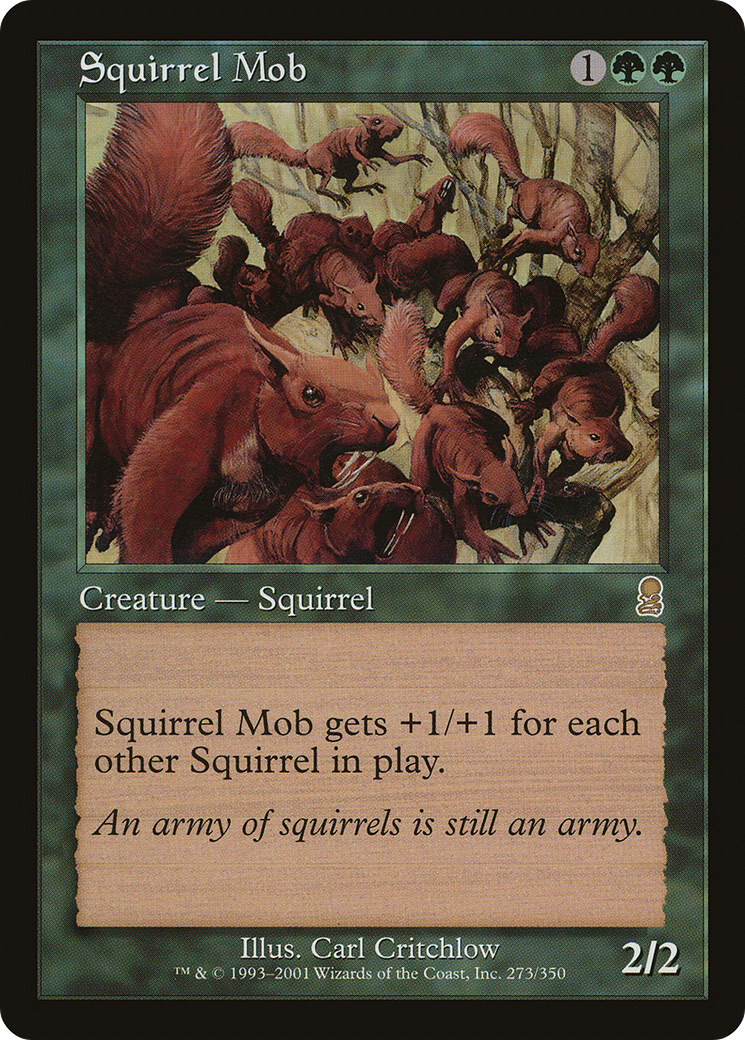 Squirrel Mob 1
Creature — Squirrel
Squirrel Mob gets +1/+1 for each
other Squirrel in play.
An army of squirrels is still an army.
Illus. Carl Critchlow
™ & © 1993–2001 Wizards of the Coast, Inc. 273/350
2/2